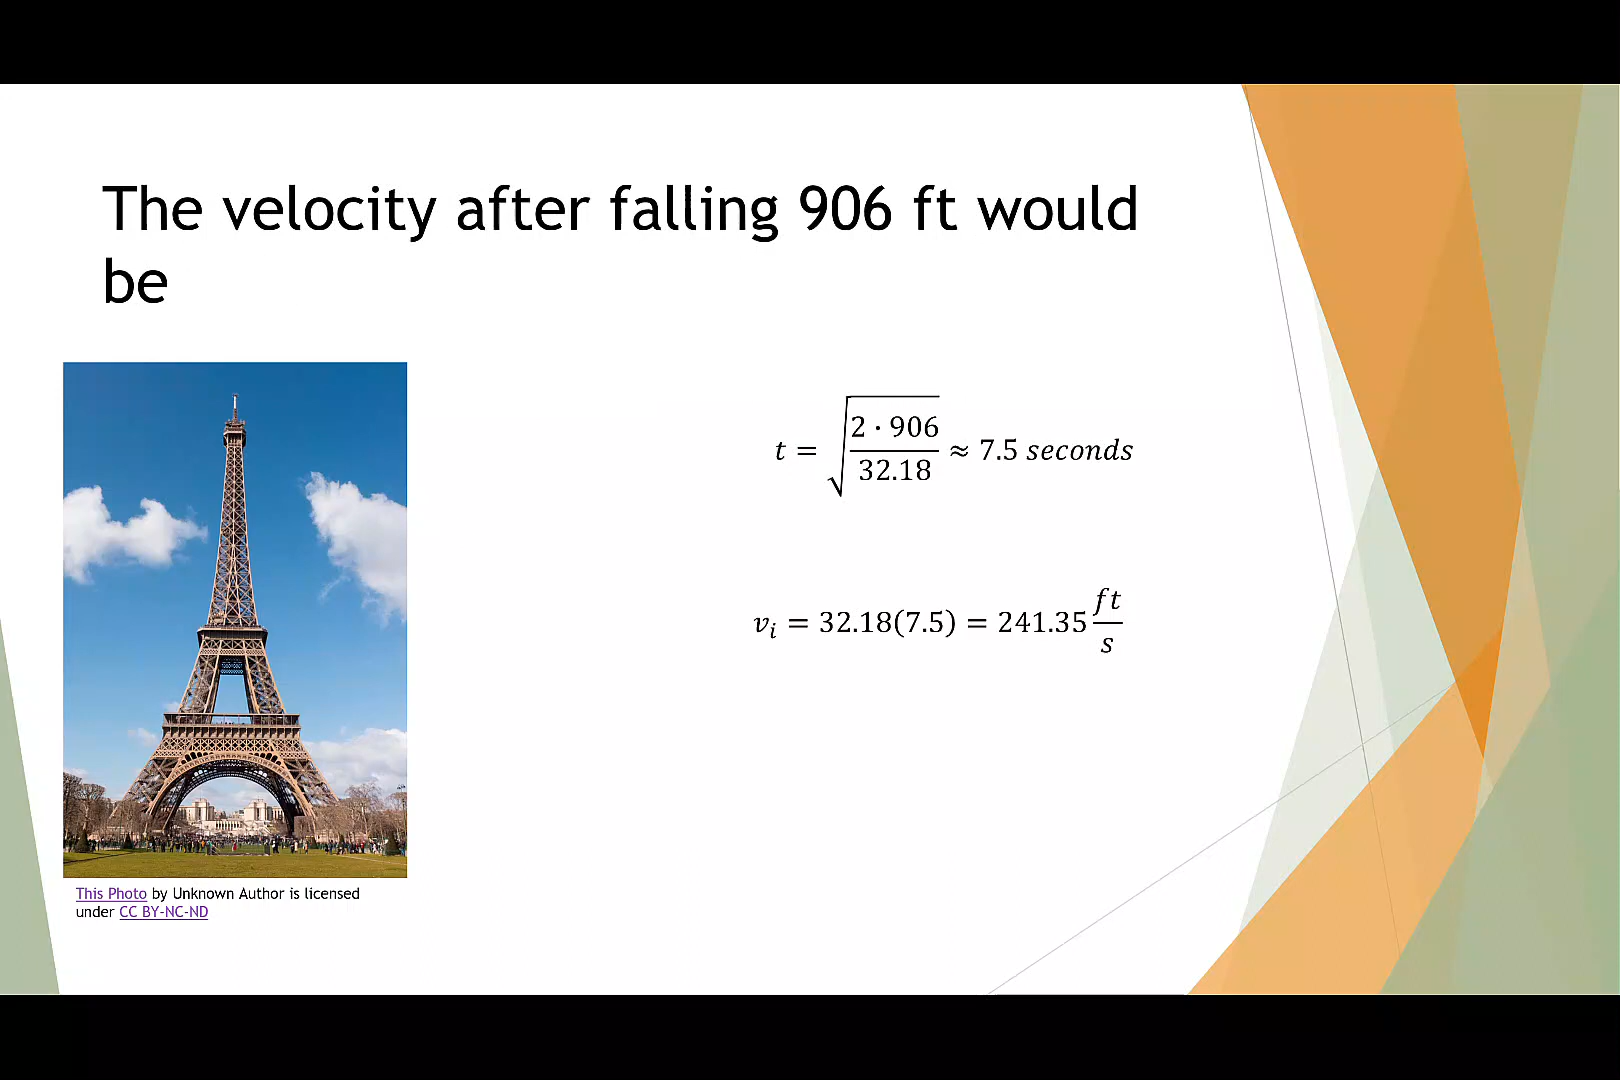 The velocity after falling 906 ft would
be
t = √(2 · 906 / 32.18) ≈ 7.5 seconds
vᵢ = 32.18(7.5) = 241.35 ft/s
This Photo by Unknown Author is licensed
under CC BY-NC-ND